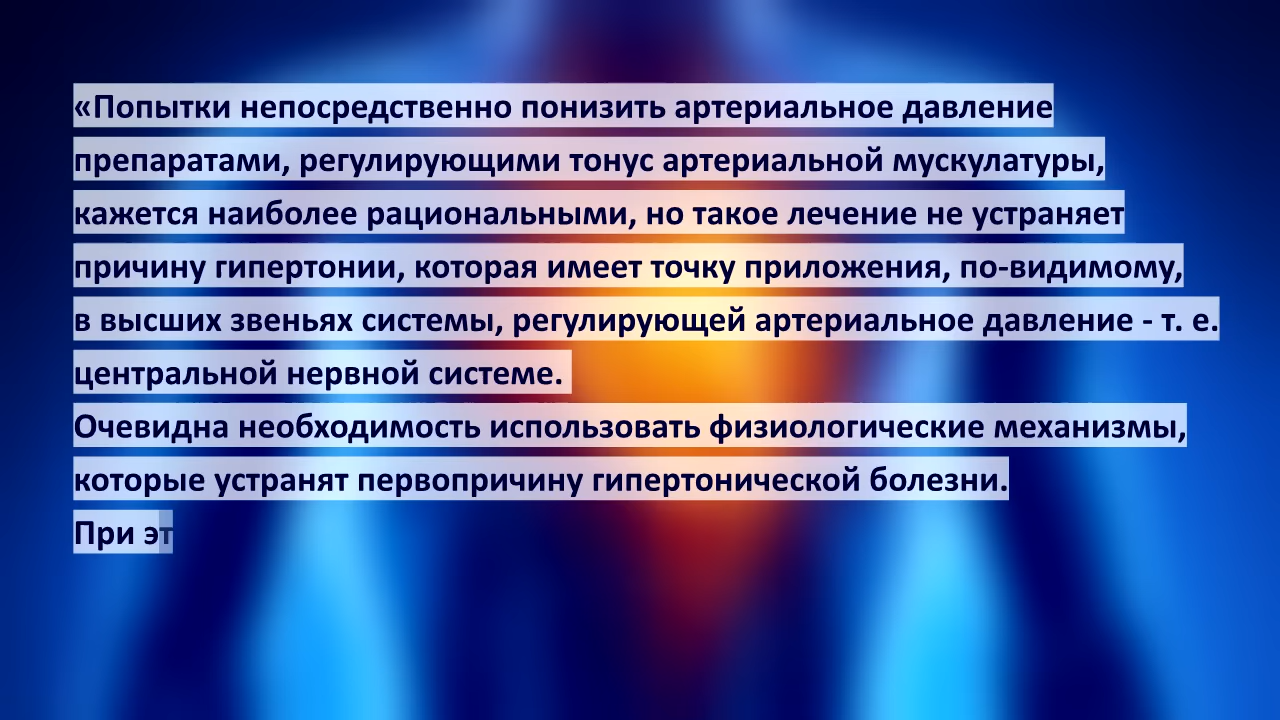 «Попытки непосредственно понизить артериальное давление
препаратами, регулирующими тонус артериальной мускулатуры,
кажется наиболее рациональными, но такое лечение не устраняет
причину гипертонии, которая имеет точку приложения, по-видимому,
в высших звеньях системы, регулирующей артериальное давление - т. е.
центральной нервной системе.
Очевидна необходимость использовать физиологические механизмы,
которые устранят первопричину гипертонической болезни.
При эт